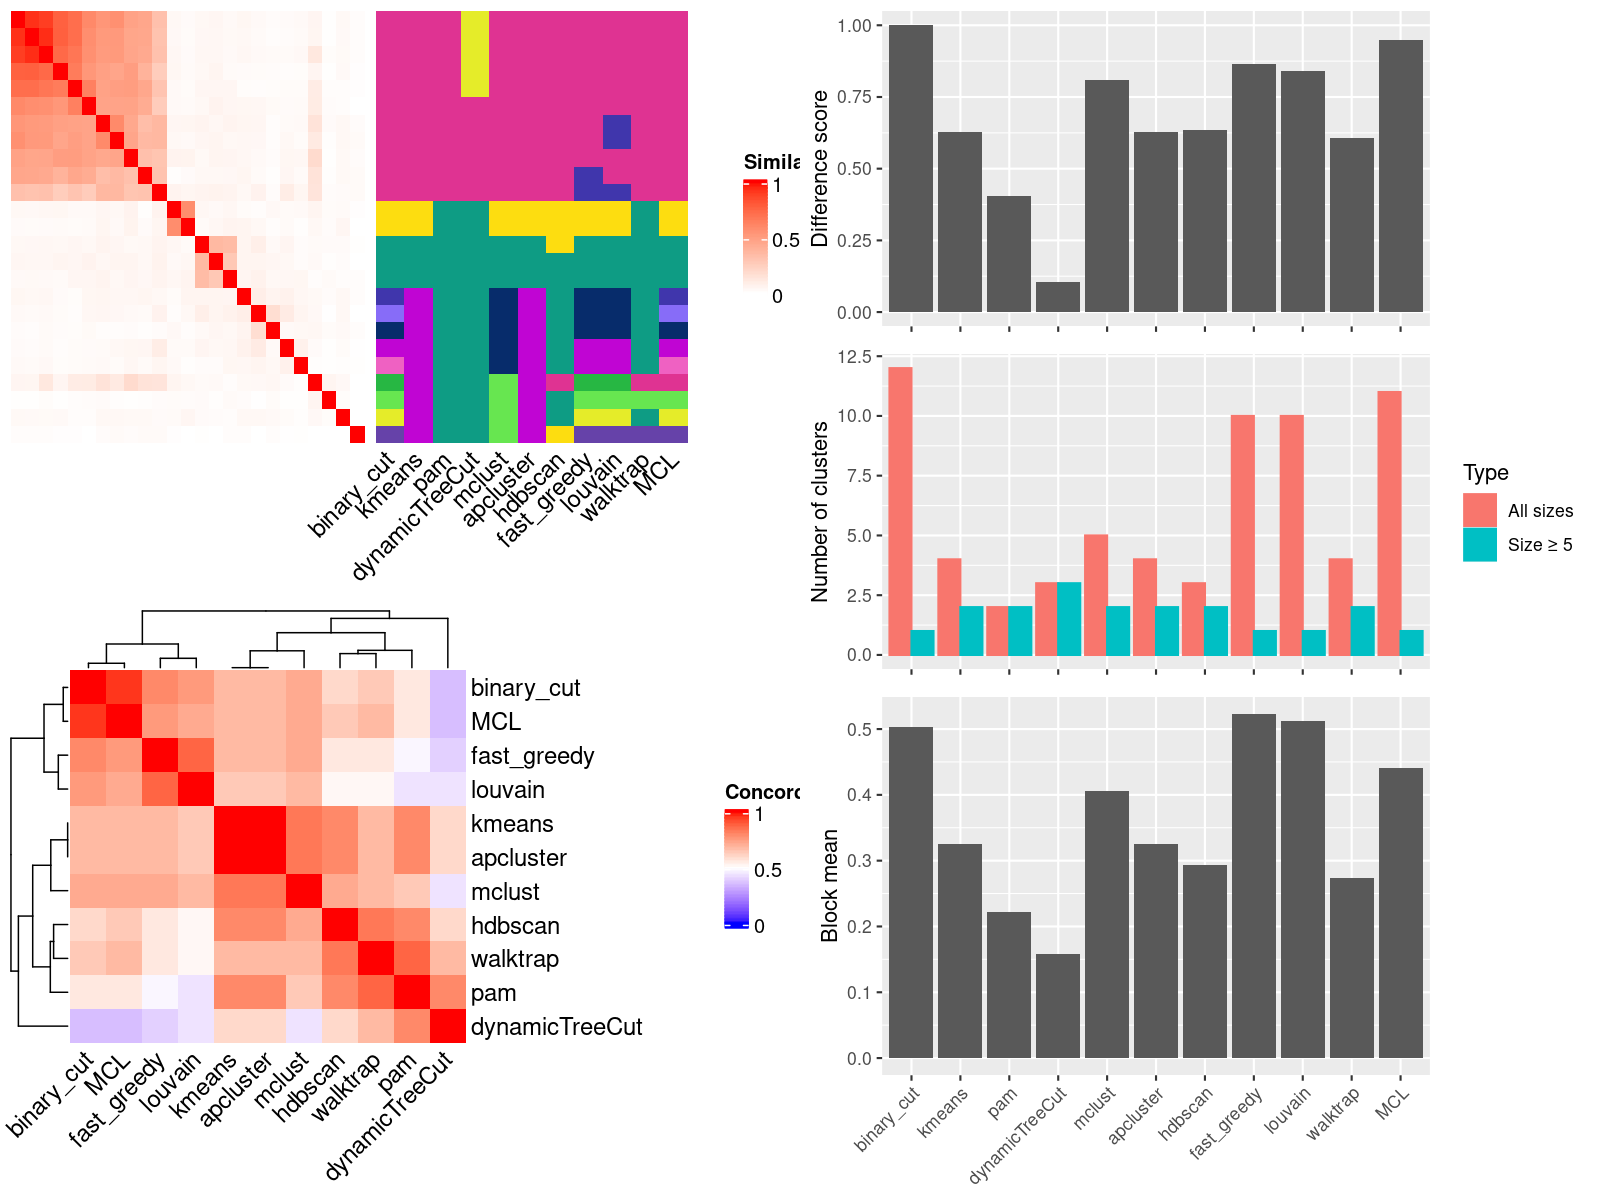 Simila
1
0.5
0
binary_cut
kmeans
pam
dynamicTreeCut
mclust
apcluster
hdbscan
fast_greedy
louvain
walktrap
MCL
binary_cut
MCL
fast_greedy
louvain
kmeans
apcluster
mclust
hdbscan
walktrap
pam
dynamicTreeCut
binary_cut
MCL
fast_greedy
louvain
kmeans
apcluster
mclust
hdbscan
walktrap
pam
dynamicTreeCut
Concord
1
0.5
0
Difference score
1.00
0.75
0.50
0.25
0.00
Number of clusters
12.5
10.0
7.5
5.0
2.5
0.0
Type
All sizes
Size ≥ 5
Block mean
0.5
0.4
0.3
0.2
0.1
0.0
binary_cut
kmeans
pam
dynamicTreeCut
mclust
apcluster
hdbscan
fast_greedy
louvain
walktrap
MCL